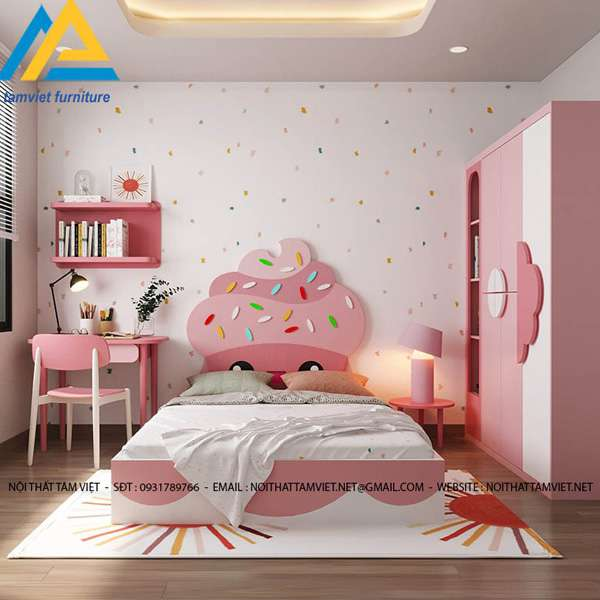 tamviet furniture
NỘI THẤT TÂM VIỆT - SĐT : 0931789766 - EMAIL : NOITHATTAMVIET.NET@GMAIL.COM - WEBSITE : NOITHATTAMVIET.NET